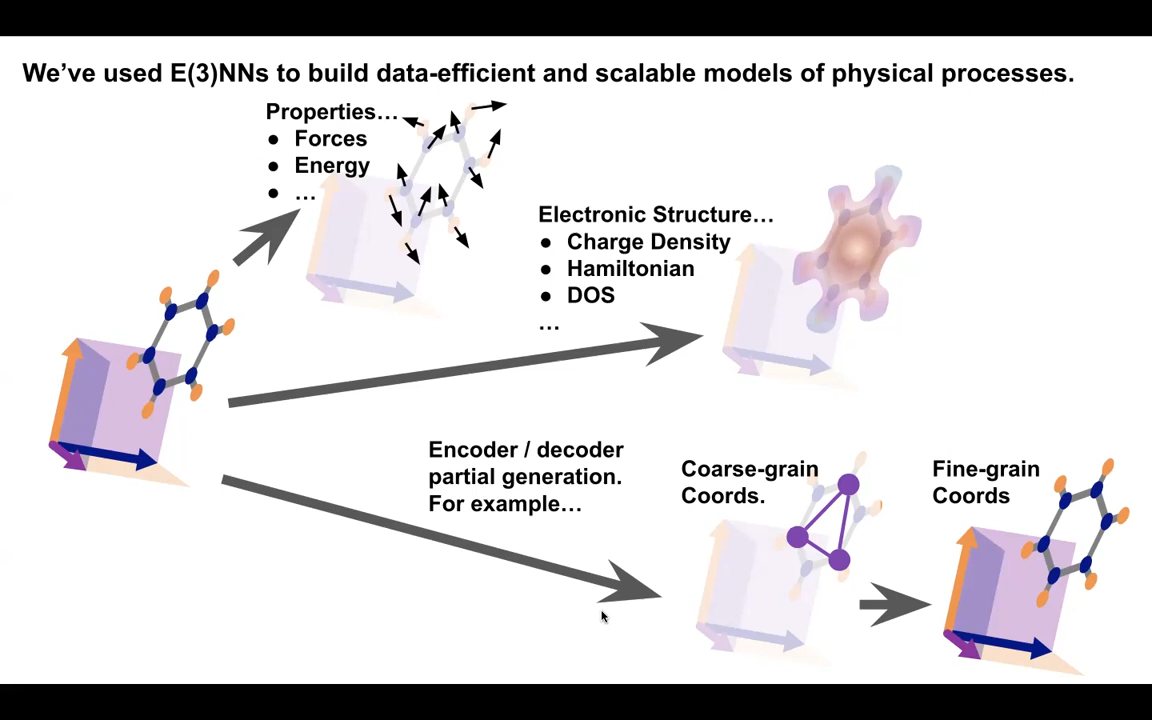 We’ve used E(3)NNs to build data-efficient and scalable models of physical processes.
Properties…
● Forces
● Energy
● …
Electronic Structure…
● Charge Density
● Hamiltonian
● DOS
…
Encoder / decoder
partial generation.
For example…
Coarse-grain
Coords.
Fine-grain
Coords